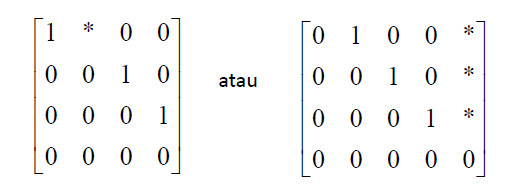 1 * 0 0
0 0 1 0
0 0 0 1
0 0 0 0
atau
0 1 0 0 *
0 0 1 0 *
0 0 0 1 *
0 0 0 0 0